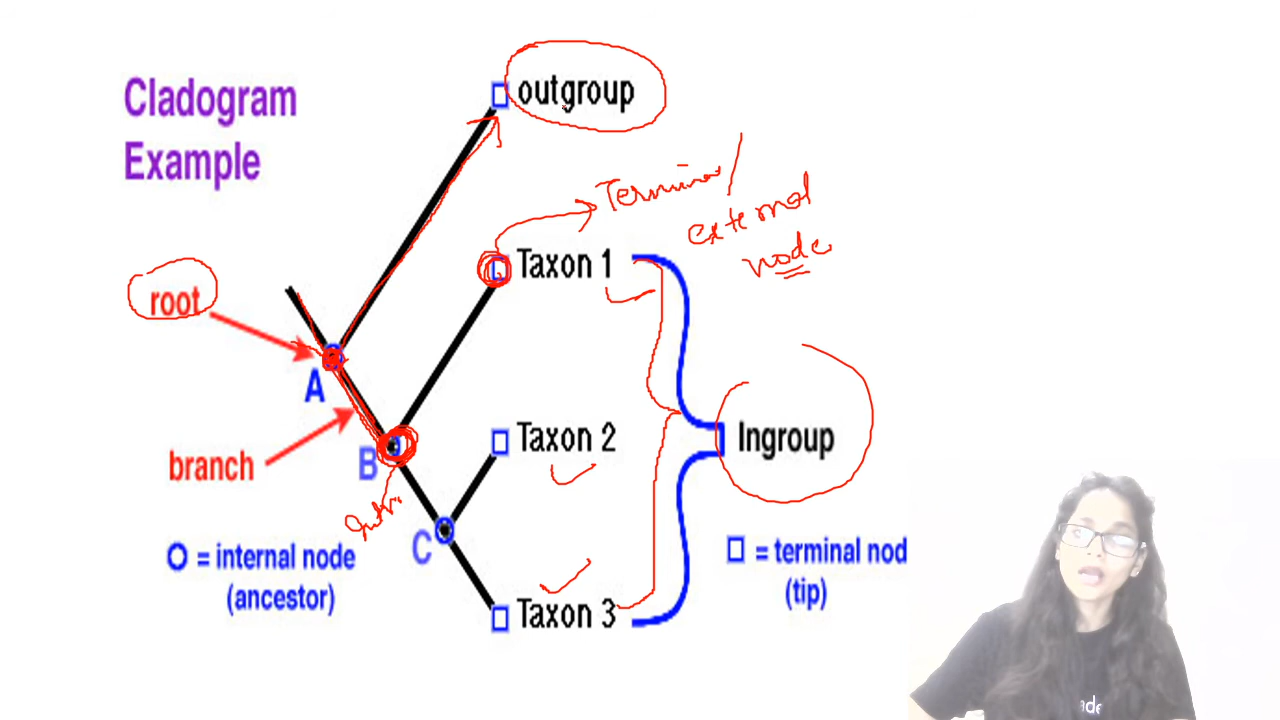 Cladogram
Example
outgroup
Terminal /
external
node
Taxon 1
root
A
branch
B
Taxon 2
Ingroup
C
O = internal node
(ancestor)
□ = terminal nod
(tip)
Taxon 3